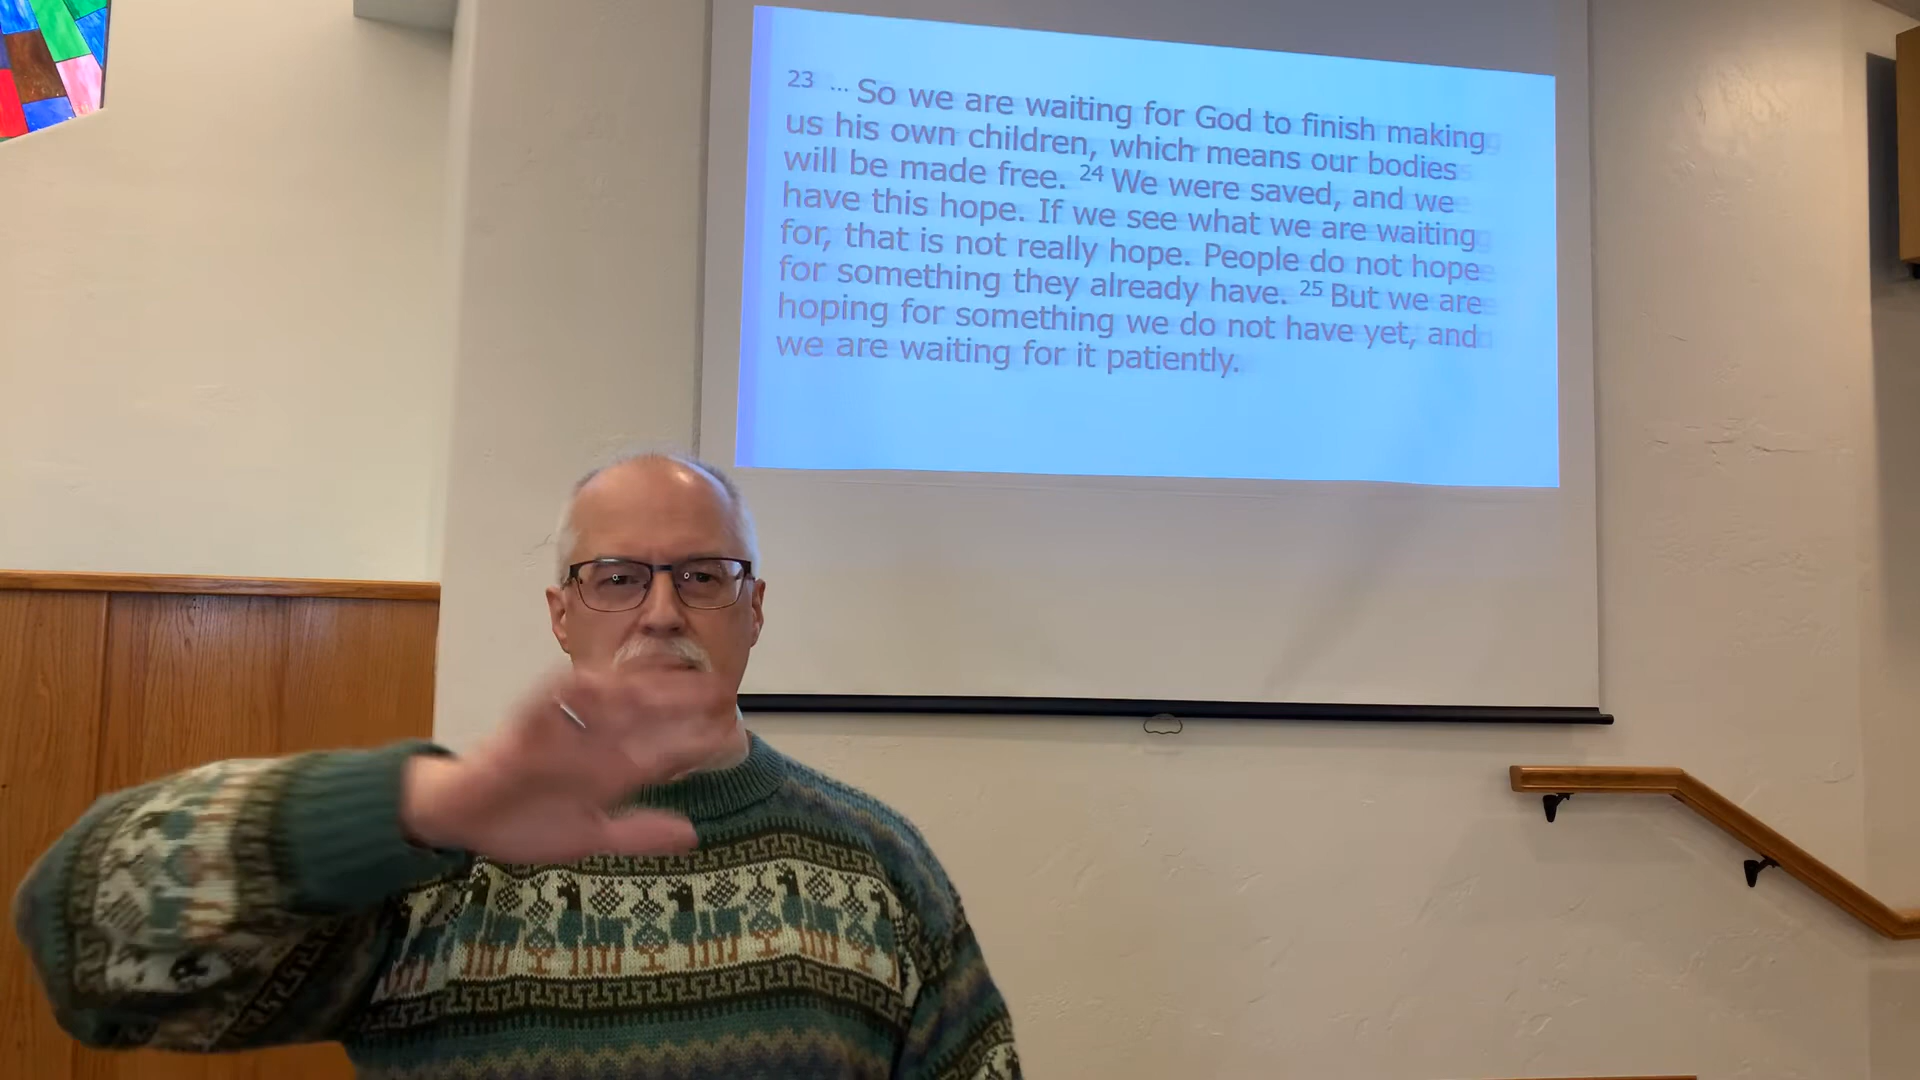 23 ... So we are waiting for God to finish making
us his own children, which means our bodies
will be made free. 24 We were saved, and we
have this hope. If we see what we are waiting
for, that is not really hope. People do not hope
for something they already have. 25 But we are
hoping for something we do not have yet, and
we are waiting for it patiently.